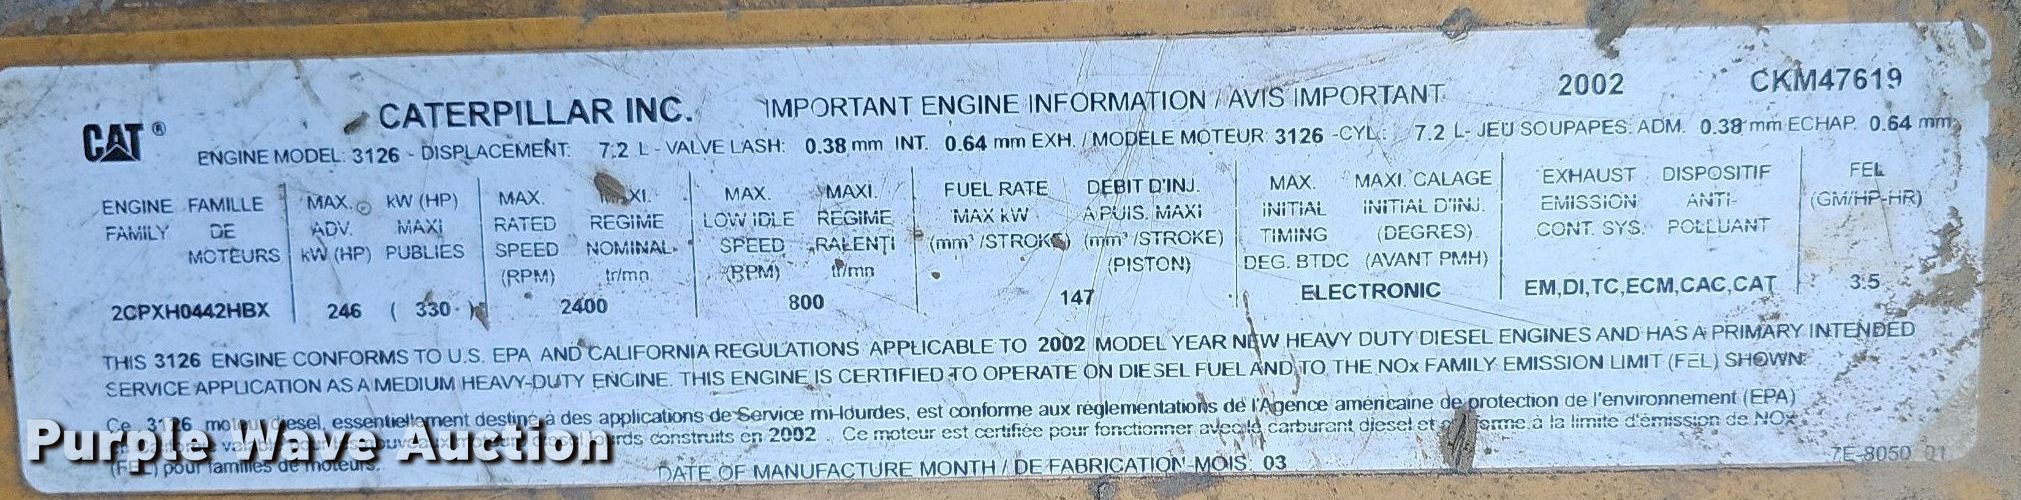 CATERPILLAR INC. IMPORTANT ENGINE INFORMATION / AVIS IMPORTANT 2002 CKM47619
CAT ®
ENGINE MODEL: 3126 - DISPLACEMENT: 7.2 L - VALVE LASH: 0.38 mm INT. 0.64 mm EXH. / MODELE MOTEUR: 3126 -CYL.: 7.2 L- JEU SOUPAPES: ADM. 0.38 mm ECHAP. 0.64 mm
ENGINE FAMILY
FAMILLE DE MOTEURS
2CPXH0442HBX
MAX. ADV. kW (HP)
kW (HP) MAXI PUBLIES
246 ( 330 )
MAX. RATED SPEED (RPM)
REGIME NOMINAL tr/mn
2400
MAX. LOW IDLE SPEED (RPM)
MAXI. REGIME RALENTI tr/mn
800
FUEL RATE MAX kW (mm³ /STROKE)
DEBIT D'INJ. A PUIS. MAXI (mm³ /STROKE) (PISTON)
147
MAX. INITIAL TIMING DEG. BTDC
MAXI. CALAGE INITIAL D'INJ. (DEGRES) (AVANT PMH)
ELECTRONIC
EXHAUST EMISSION CONT. SYS.
DISPOSITIF ANTI- POLLUANT
EM,DI,TC,ECM,CAC,CAT
FEL (GM/HP-HR)
3.5
THIS 3126 ENGINE CONFORMS TO U.S. EPA AND CALIFORNIA REGULATIONS APPLICABLE TO 2002 MODEL YEAR NEW HEAVY DUTY DIESEL ENGINES AND HAS A PRIMARY INTENDED
SERVICE APPLICATION AS A MEDIUM HEAVY-DUTY ENGINE. THIS ENGINE IS CERTIFIED TO OPERATE ON DIESEL FUEL AND TO THE NOx FAMILY EMISSION LIMIT (FEL) SHOWN.
Ce 3126 moteur diesel, essentiellement destiné à des applications de Service mi-lourdes, est conforme aux réglementations de l'Agence américaine de protection de l'environnement (EPA)
construits en 2002 . Ce moteur est certifiée pour fonctionner avec le carburant diesel et à la limite d'émission de NOx
(FEL) pour familles de moteurs.
DATE OF MANUFACTURE MONTH / DE FABRICATION-MOIS: 03
7E-8050 01
Purple Wave Auction